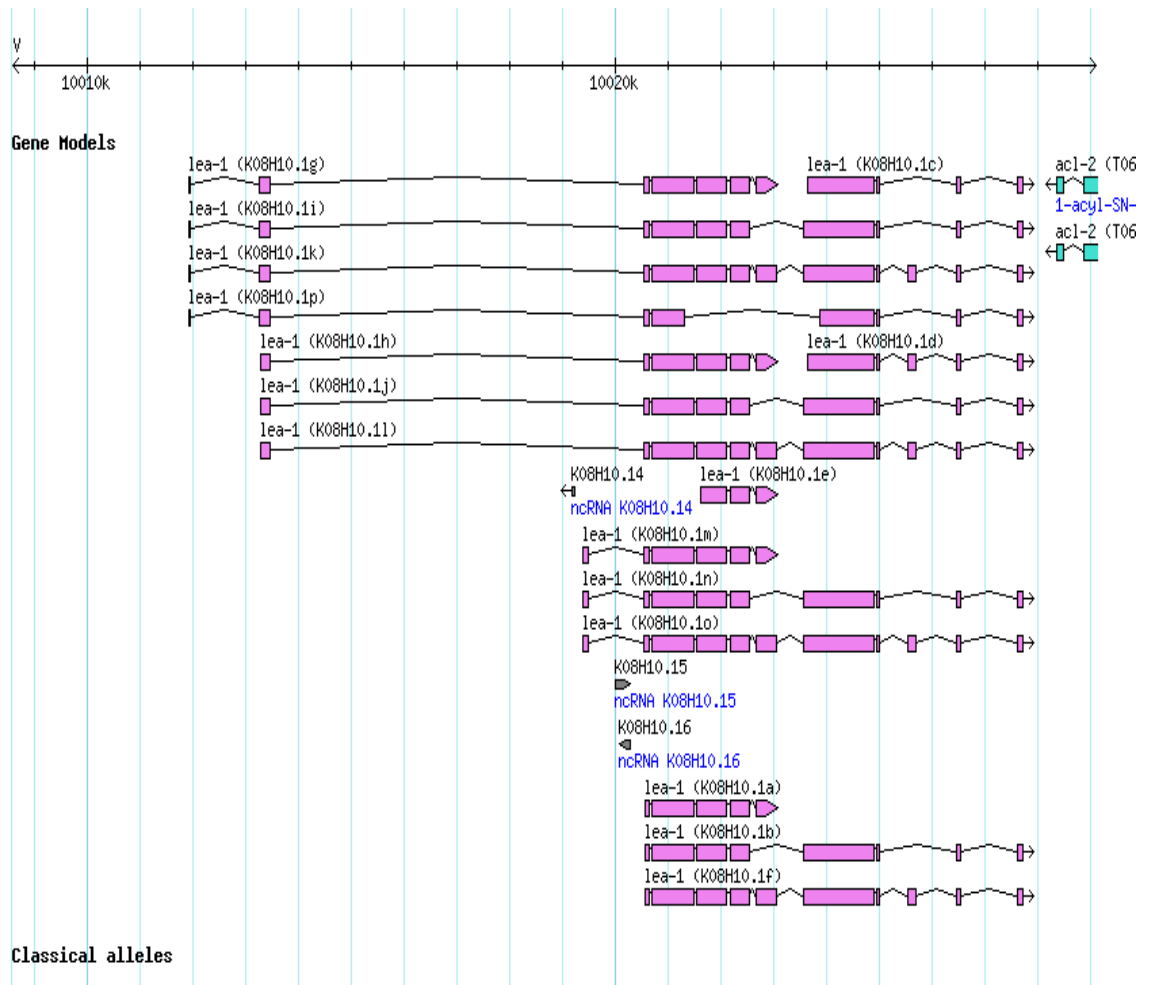 V
10010k 10020k
Gene Models
lea-1 (K08H10.1g) lea-1 (K08H10.1c) acl-2 (T06
1-acyl-SN-
lea-1 (K08H10.1i) acl-2 (T06
lea-1 (K08H10.1k)
lea-1 (K08H10.1p)
lea-1 (K08H10.1h) lea-1 (K08H10.1d)
lea-1 (K08H10.1j)
lea-1 (K08H10.1l)
K08H10.14 lea-1 (K08H10.1e)
ncRNA K08H10.14
lea-1 (K08H10.1m)
lea-1 (K08H10.1n)
lea-1 (K08H10.1o)
K08H10.15
ncRNA K08H10.15
K08H10.16
ncRNA K08H10.16
lea-1 (K08H10.1a)
lea-1 (K08H10.1b)
lea-1 (K08H10.1f)
Classical alleles